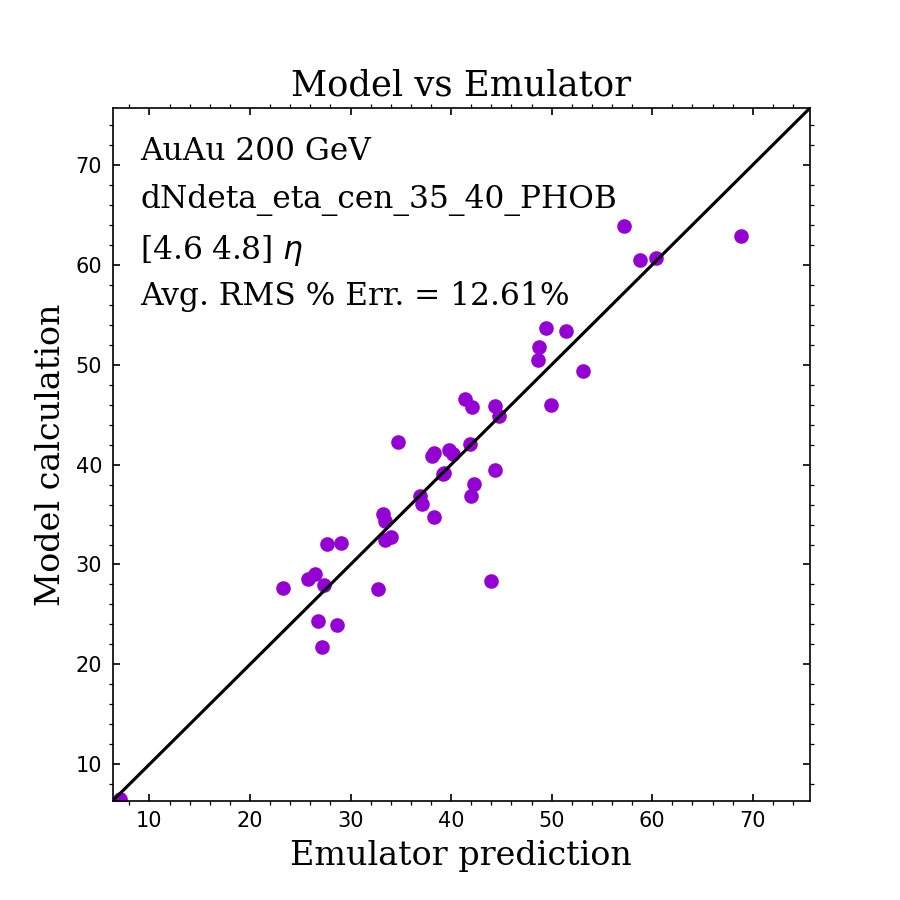 Model vs Emulator
AuAu 200 GeV
dNdeta_eta_cen_35_40_PHOB
[4.6 4.8] η
Avg. RMS % Err. = 12.61%
Model calculation
70
60
50
40
30
20
10
10 20 30 40 50 60 70
Emulator prediction